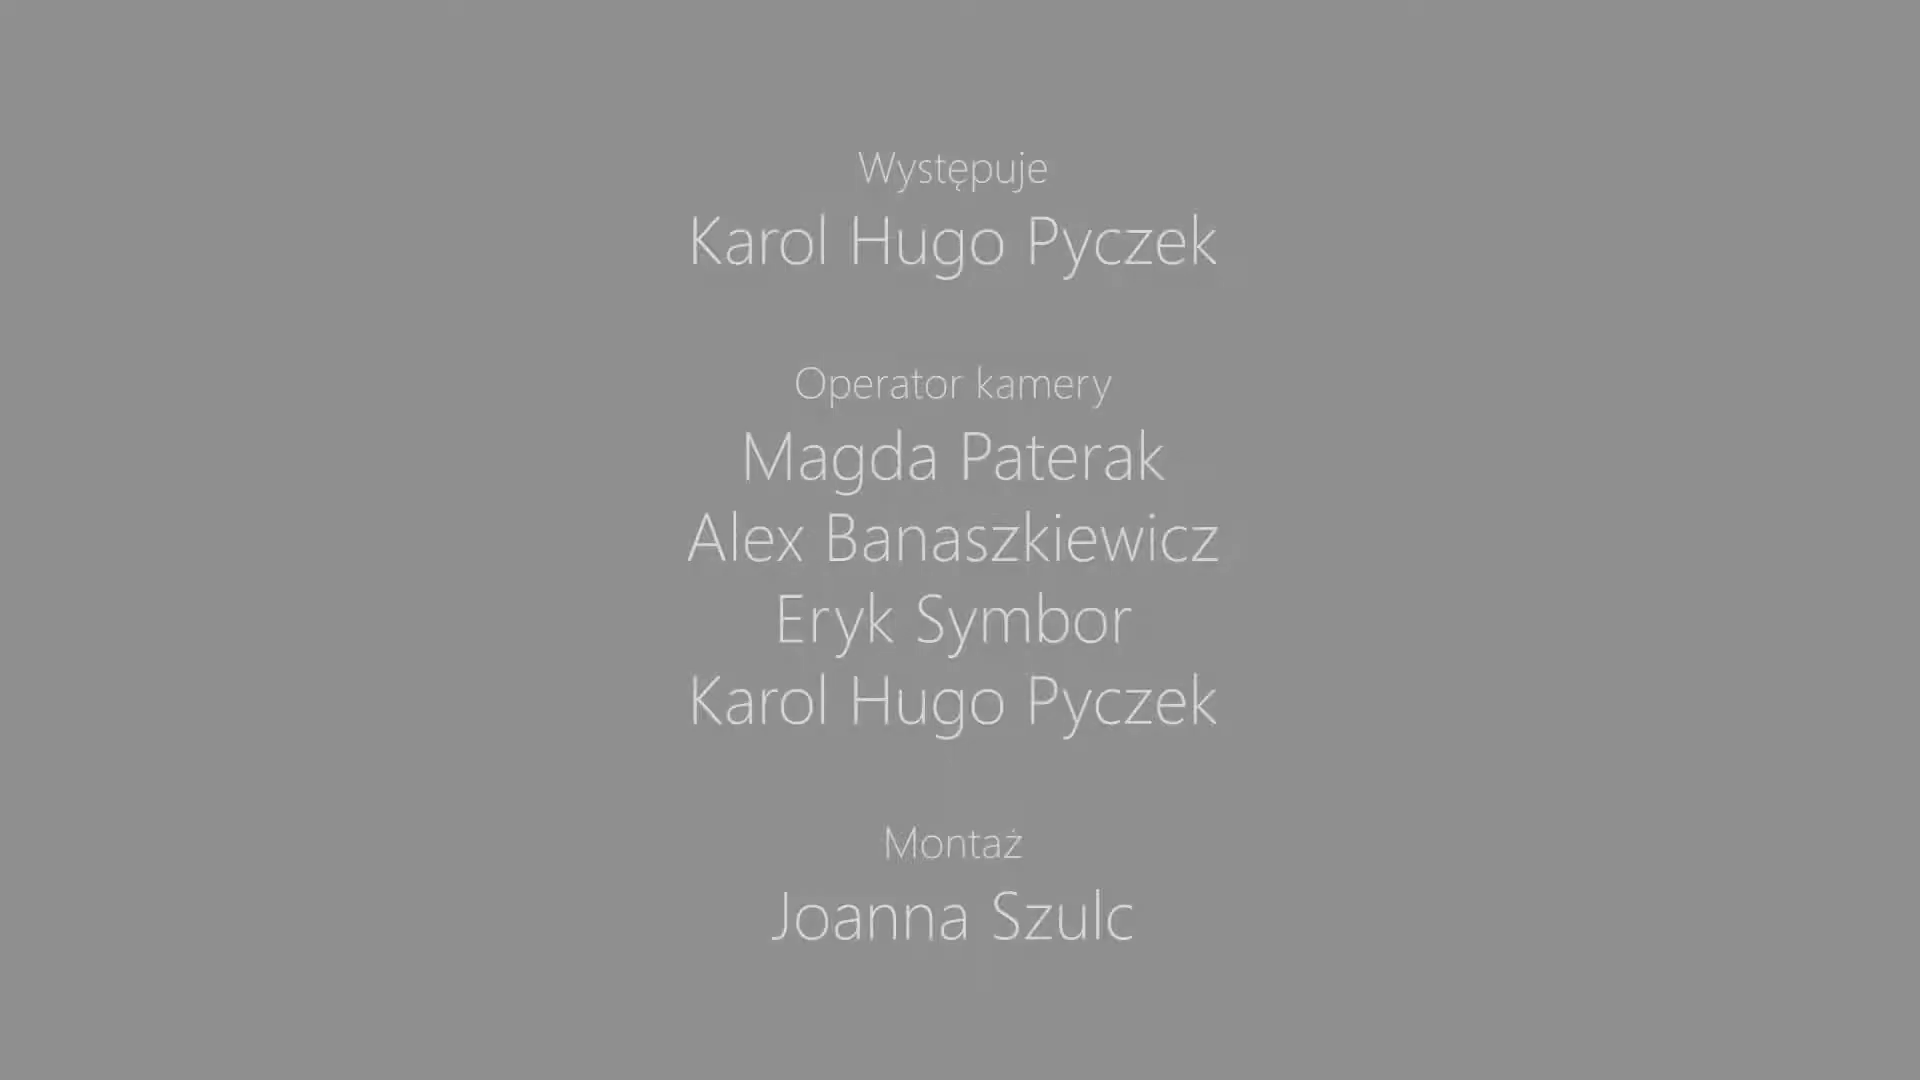 Występuje
Karol Hugo Pyczek
Operator kamery
Magda Paterak
Alex Banaszkiewicz
Eryk Symbor
Karol Hugo Pyczek
Montaż
Joanna Szulc